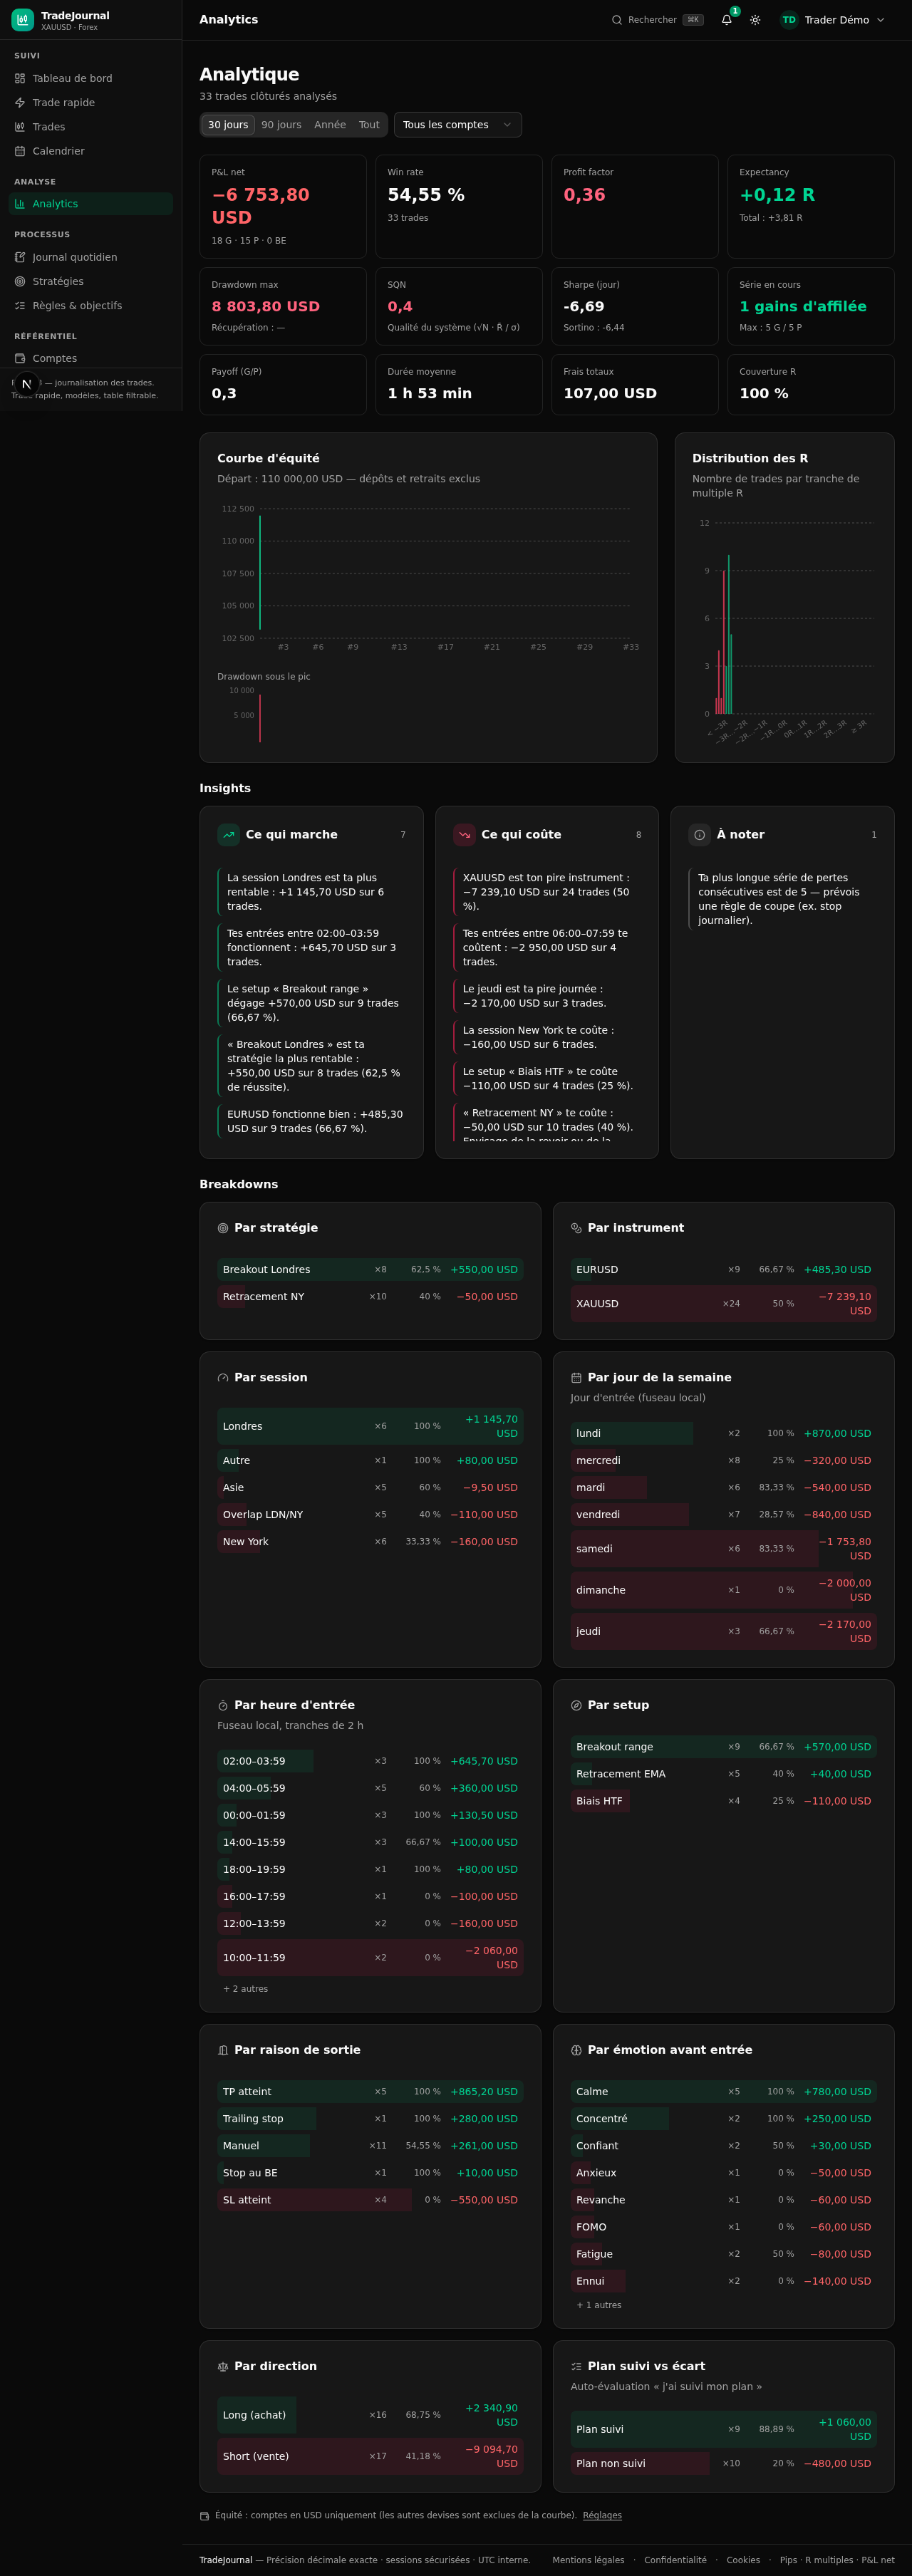 TradeJournal
XAUUSD · Forex
SUIVI
Tableau de bord
Trade rapide
Trades
Calendrier
ANALYSE
Analytics
PROCESSUS
Journal quotidien
Stratégies
Règles & objectifs
RÉFÉRENTIEL
Comptes
— journalisation des trades.
rapide, modèles, table filtrable.
Analytics
Rechercher ⌘K
1
TD Trader Démo
Analytique
33 trades clôturés analysés
30 jours 90 jours Année Tout Tous les comptes
P&L net
−6 753,80
USD
18 G · 15 P · 0 BE
Win rate
54,55 %
33 trades
Profit factor
0,36
Expectancy
+0,12 R
Total : +3,81 R
Drawdown max
8 803,80 USD
Récupération : —
SQN
0,4
Qualité du système (√N · R̄ / σ)
Sharpe (jour)
-6,69
Sortino : -6,44
Série en cours
1 gains d'affilée
Max : 5 G / 5 P
Payoff (G/P)
0,3
Durée moyenne
1 h 53 min
Frais totaux
107,00 USD
Couverture R
100 %
Courbe d'équité
Départ : 110 000,00 USD — dépôts et retraits exclus
112 500
110 000
107 500
105 000
102 500
#3 #6 #9 #13 #17 #21 #25 #29 #33
Drawdown sous le pic
10 000
5 000
Distribution des R
Nombre de trades par tranche de
multiple R
12
9
6
3
0
< −3R −3R…−2R −2R…−1R −1R…0R 0R…1R 1R…2R 2R…3R ≥ 3R
Insights
Ce qui marche 7
La session Londres est ta plus
rentable : +1 145,70 USD sur 6
trades.
Tes entrées entre 02:00–03:59
fonctionnent : +645,70 USD sur 3
trades.
Le setup « Breakout range »
dégage +570,00 USD sur 9 trades
(66,67 %).
« Breakout Londres » est ta
stratégie la plus rentable :
+550,00 USD sur 8 trades (62,5 %
de réussite).
EURUSD fonctionne bien : +485,30
USD sur 9 trades (66,67 %).
Ce qui coûte 8
XAUUSD est ton pire instrument :
−7 239,10 USD sur 24 trades (50
%).
Tes entrées entre 06:00–07:59 te
coûtent : −2 950,00 USD sur 4
trades.
Le jeudi est ta pire journée :
−2 170,00 USD sur 3 trades.
La session New York te coûte :
−160,00 USD sur 6 trades.
Le setup « Biais HTF » te coûte
−110,00 USD sur 4 trades (25 %).
« Retracement NY » te coûte :
−50,00 USD sur 10 trades (40 %).
Envisage de la revoir ou de la
À noter 1
Ta plus longue série de pertes
consécutives est de 5 — prévois
une règle de coupe (ex. stop
journalier).
Breakdowns
Par stratégie
Breakout Londres ×8 62,5 % +550,00 USD
Retracement NY ×10 40 % −50,00 USD
Par instrument
EURUSD ×9 66,67 % +485,30 USD
XAUUSD ×24 50 % −7 239,10
USD
Par session
Londres ×6 100 % +1 145,70
USD
Autre ×1 100 % +80,00 USD
Asie ×5 60 % −9,50 USD
Overlap LDN/NY ×5 40 % −110,00 USD
New York ×6 33,33 % −160,00 USD
Par jour de la semaine
Jour d'entrée (fuseau local)
lundi ×2 100 % +870,00 USD
mercredi ×8 25 % −320,00 USD
mardi ×6 83,33 % −540,00 USD
vendredi ×7 28,57 % −840,00 USD
samedi ×6 83,33 % −1 753,80
USD
dimanche ×1 0 % −2 000,00
USD
jeudi ×3 66,67 % −2 170,00
USD
Par heure d'entrée
Fuseau local, tranches de 2 h
02:00–03:59 ×3 100 % +645,70 USD
04:00–05:59 ×5 60 % +360,00 USD
00:00–01:59 ×3 100 % +130,50 USD
14:00–15:59 ×3 66,67 % +100,00 USD
18:00–19:59 ×1 100 % +80,00 USD
16:00–17:59 ×1 0 % −100,00 USD
12:00–13:59 ×2 0 % −160,00 USD
10:00–11:59 ×2 0 % −2 060,00
USD
+ 2 autres
Par setup
Breakout range ×9 66,67 % +570,00 USD
Retracement EMA ×5 40 % +40,00 USD
Biais HTF ×4 25 % −110,00 USD
Par raison de sortie
TP atteint ×5 100 % +865,20 USD
Trailing stop ×1 100 % +280,00 USD
Manuel ×11 54,55 % +261,00 USD
Stop au BE ×1 100 % +10,00 USD
SL atteint ×4 0 % −550,00 USD
Par émotion avant entrée
Calme ×5 100 % +780,00 USD
Concentré ×2 100 % +250,00 USD
Confiant ×2 50 % +30,00 USD
Anxieux ×1 0 % −50,00 USD
Revanche ×1 0 % −60,00 USD
FOMO ×1 0 % −60,00 USD
Fatigue ×2 50 % −80,00 USD
Ennui ×2 0 % −140,00 USD
+ 1 autres
Par direction
Long (achat) ×16 68,75 % +2 340,90
USD
Short (vente) ×17 41,18 % −9 094,70
USD
Plan suivi vs écart
Auto-évaluation « j'ai suivi mon plan »
Plan suivi ×9 88,89 % +1 060,00
USD
Plan non suivi ×10 20 % −480,00 USD
Équité : comptes en USD uniquement (les autres devises sont exclues de la courbe). Réglages
TradeJournal — Précision décimale exacte · sessions sécurisées · UTC interne. Mentions légales · Confidentialité · Cookies · Pips · R multiples · P&L net